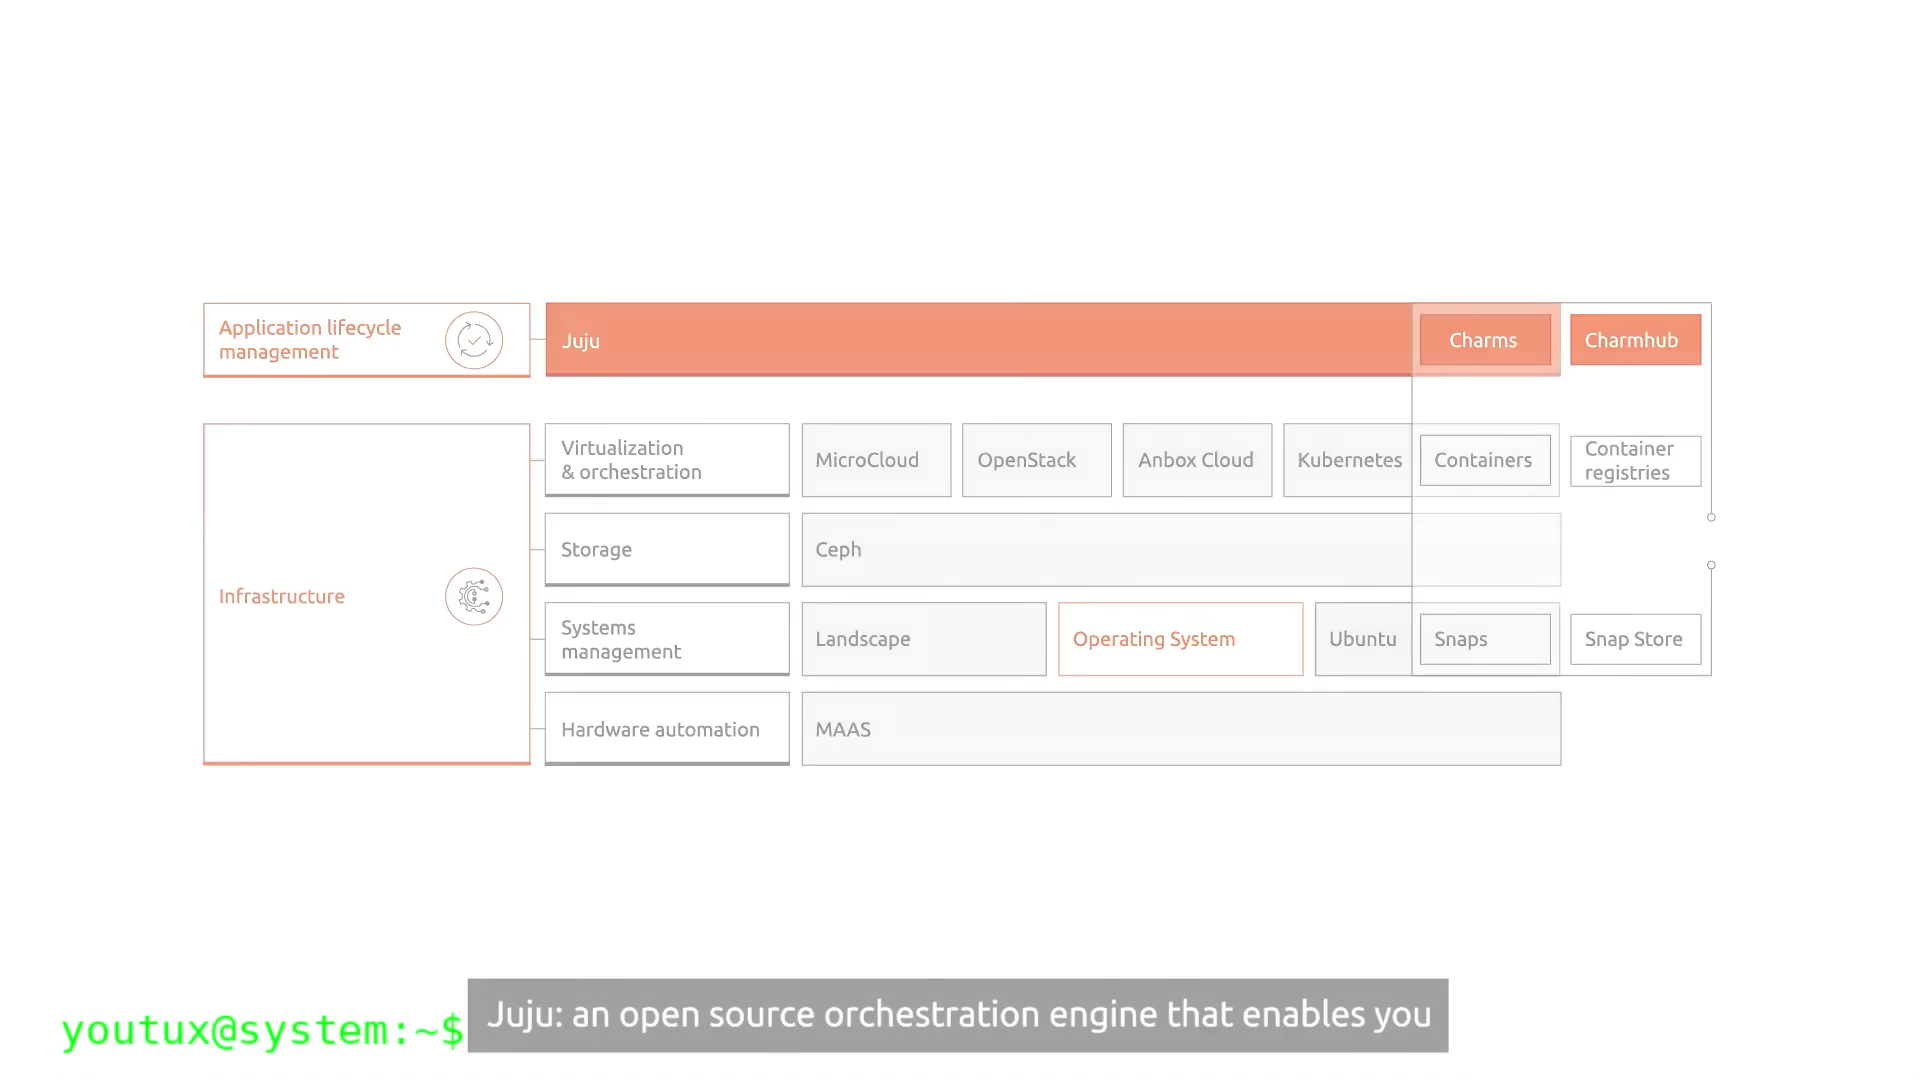 Application lifecycle
management
Juju
Charms
Charmhub
Infrastructure
Virtualization
& orchestration
MicroCloud
OpenStack
Anbox Cloud
Kubernetes
Containers
Container
registries
Storage
Ceph
Systems
management
Landscape
Operating System
Ubuntu
Snaps
Snap Store
Hardware automation
MAAS
youtux@system:~$
Juju: an open source orchestration engine that enables you